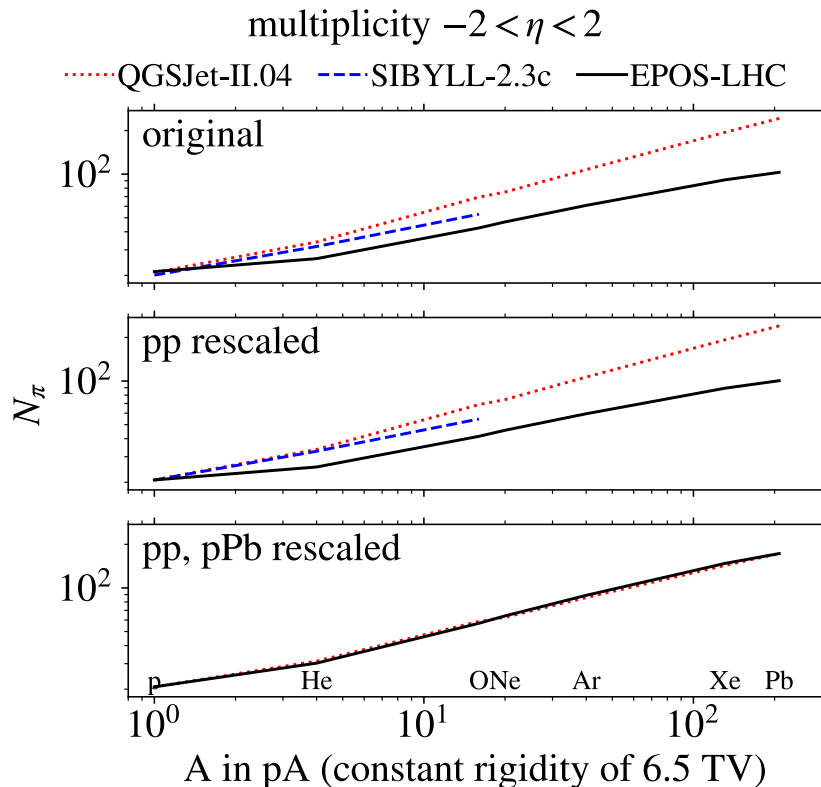 multiplicity −2 < η < 2
QGSJet-II.04 SIBYLL-2.3c EPOS-LHC
original
10²
pp rescaled
10²
N_π
pp, pPb rescaled
10²
p He ONe Ar Xe Pb
10⁰ 10¹ 10²
A in pA (constant rigidity of 6.5 TV)